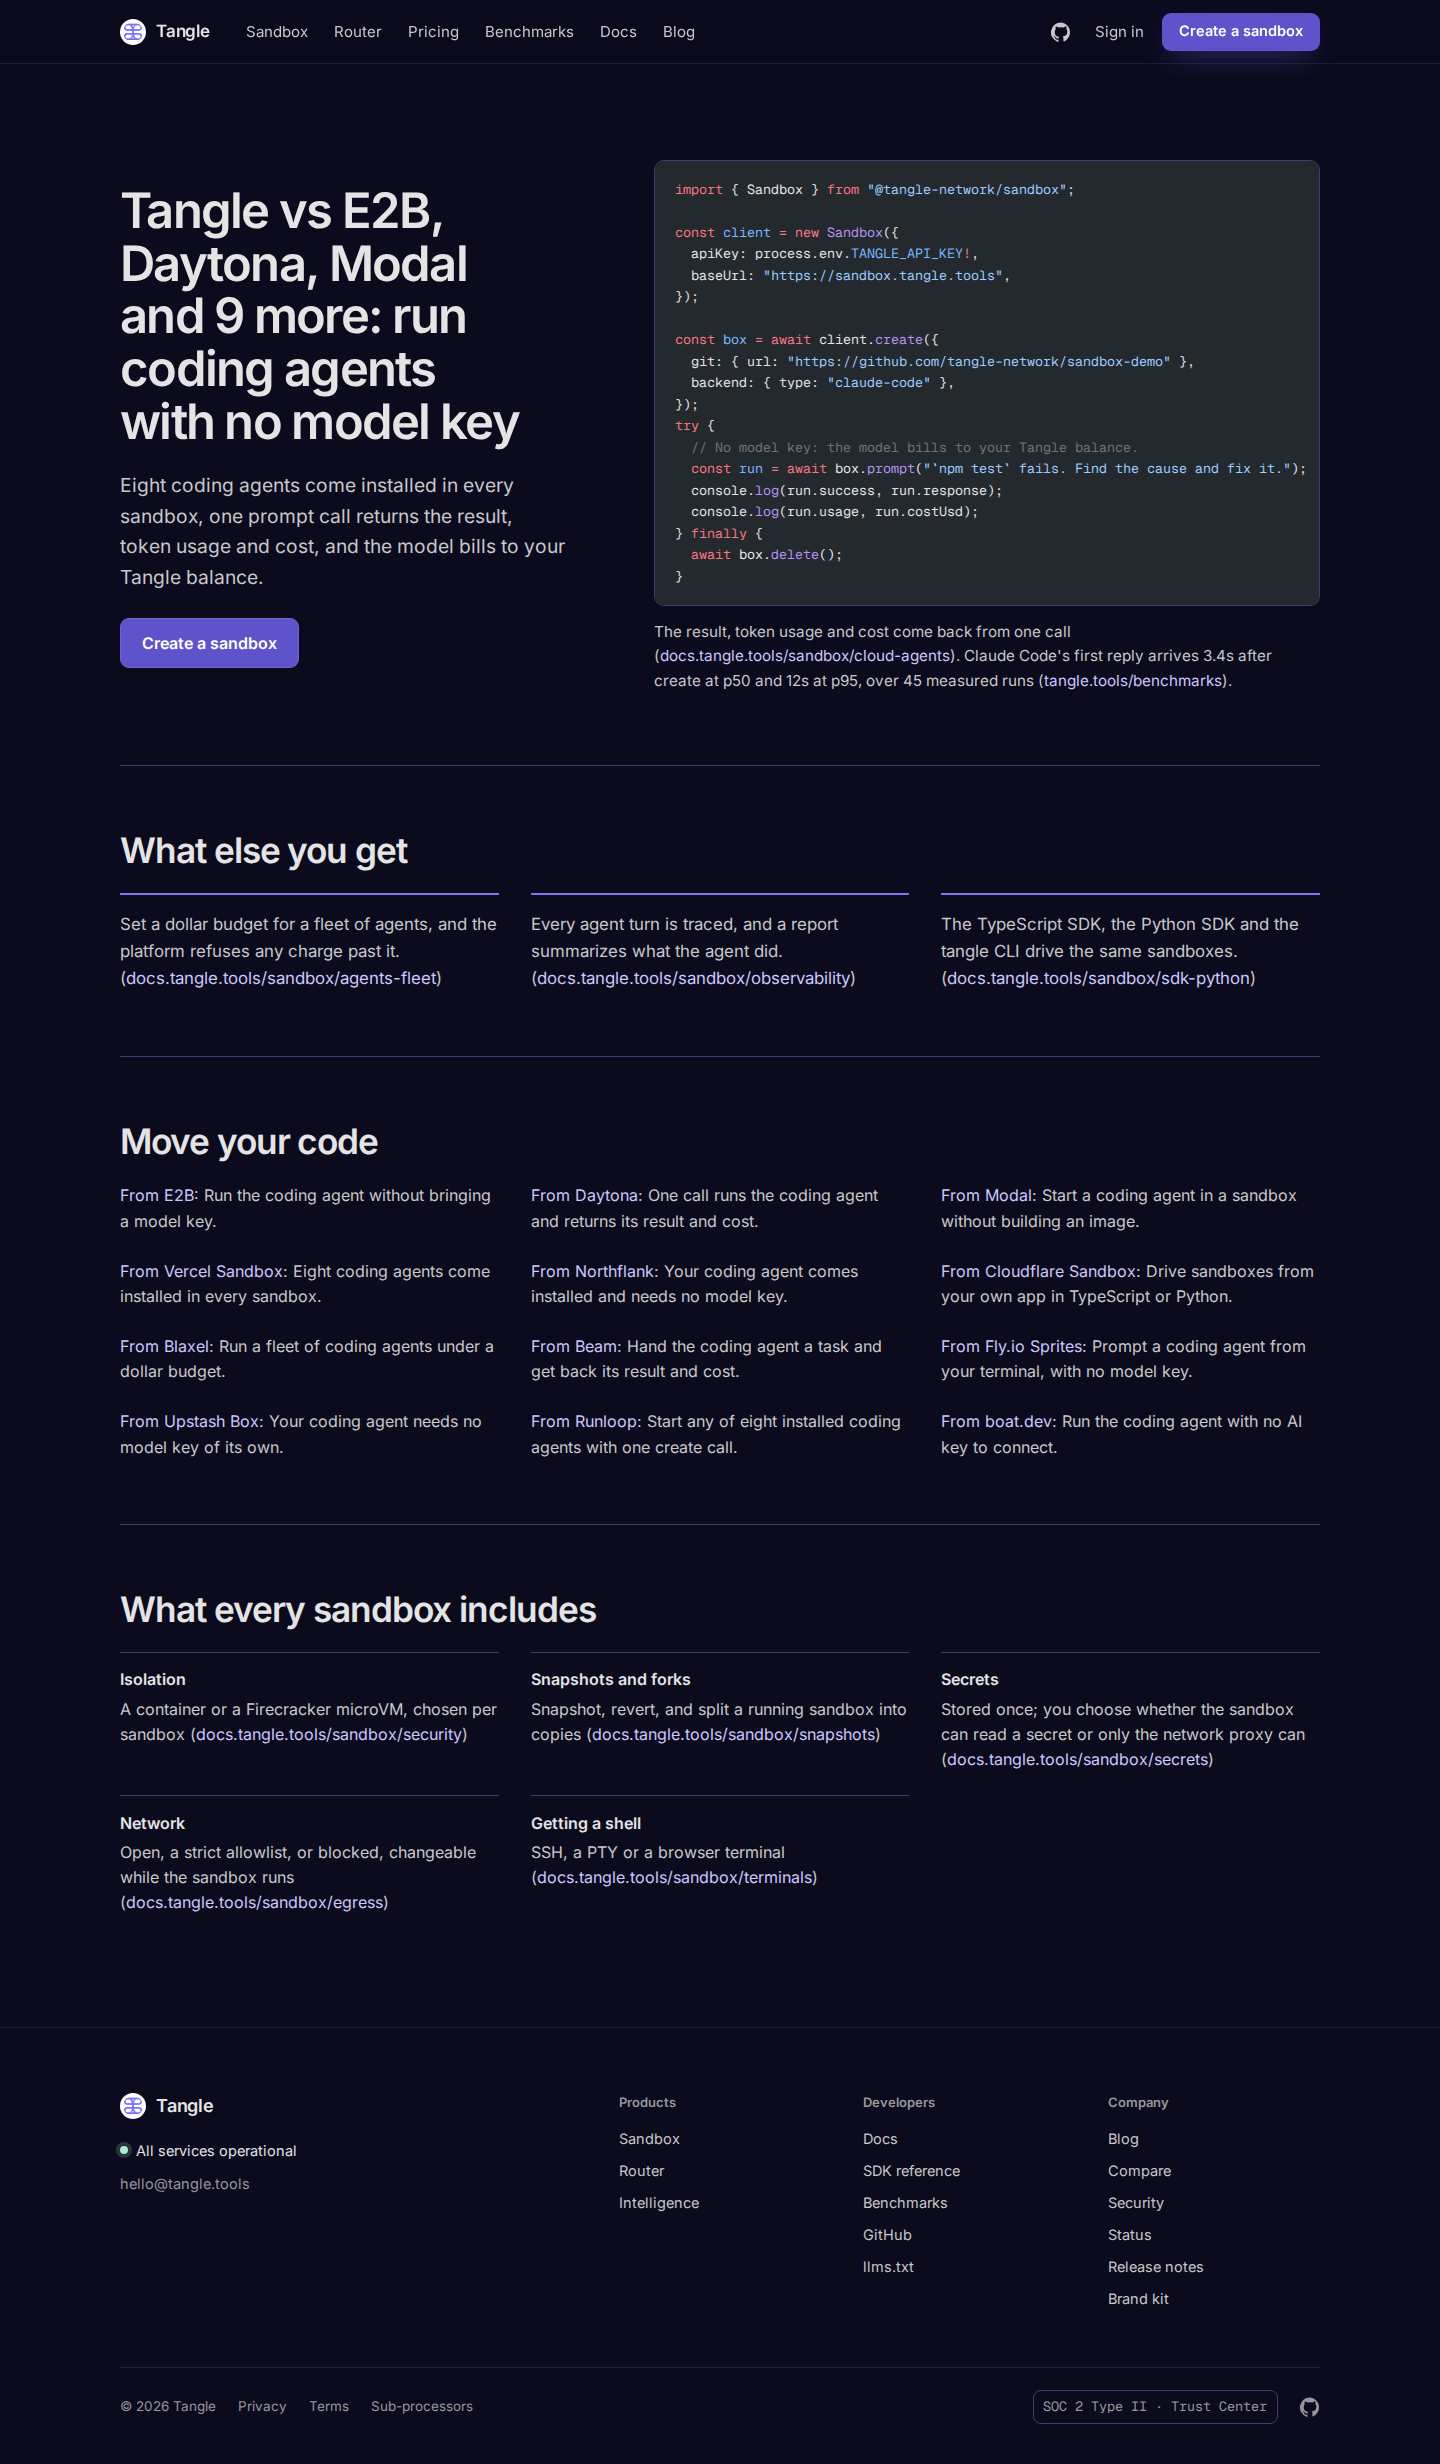 Tangle
Sandbox
Router
Pricing
Benchmarks
Docs
Blog
Sign in
Create a sandbox
Tangle vs E2B,
Daytona, Modal
and 9 more: run
coding agents
with no model key
Eight coding agents come installed in every
sandbox, one prompt call returns the result,
token usage and cost, and the model bills to your
Tangle balance.
Create a sandbox
import { Sandbox } from "@tangle-network/sandbox";
const client = new Sandbox({
  apiKey: process.env.TANGLE_API_KEY!,
  baseUrl: "https://sandbox.tangle.tools",
});
const box = await client.create({
  git: { url: "https://github.com/tangle-network/sandbox-demo" },
  backend: { type: "claude-code" },
});
try {
  // No model key: the model bills to your Tangle balance.
  const run = await box.prompt("`npm test` fails. Find the cause and fix it.");
  console.log(run.success, run.response);
  console.log(run.usage, run.costUsd);
} finally {
  await box.delete();
}
The result, token usage and cost come back from one call
(docs.tangle.tools/sandbox/cloud-agents). Claude Code's first reply arrives 3.4s after
create at p50 and 12s at p95, over 45 measured runs (tangle.tools/benchmarks).
What else you get
Set a dollar budget for a fleet of agents, and the
platform refuses any charge past it.
(docs.tangle.tools/sandbox/agents-fleet)
Every agent turn is traced, and a report
summarizes what the agent did.
(docs.tangle.tools/sandbox/observability)
The TypeScript SDK, the Python SDK and the
tangle CLI drive the same sandboxes.
(docs.tangle.tools/sandbox/sdk-python)
Move your code
From E2B: Run the coding agent without bringing
a model key.
From Daytona: One call runs the coding agent
and returns its result and cost.
From Modal: Start a coding agent in a sandbox
without building an image.
From Vercel Sandbox: Eight coding agents come
installed in every sandbox.
From Northflank: Your coding agent comes
installed and needs no model key.
From Cloudflare Sandbox: Drive sandboxes from
your own app in TypeScript or Python.
From Blaxel: Run a fleet of coding agents under a
dollar budget.
From Beam: Hand the coding agent a task and
get back its result and cost.
From Fly.io Sprites: Prompt a coding agent from
your terminal, with no model key.
From Upstash Box: Your coding agent needs no
model key of its own.
From Runloop: Start any of eight installed coding
agents with one create call.
From boat.dev: Run the coding agent with no AI
key to connect.
What every sandbox includes
Isolation
A container or a Firecracker microVM, chosen per
sandbox (docs.tangle.tools/sandbox/security)
Snapshots and forks
Snapshot, revert, and split a running sandbox into
copies (docs.tangle.tools/sandbox/snapshots)
Secrets
Stored once; you choose whether the sandbox
can read a secret or only the network proxy can
(docs.tangle.tools/sandbox/secrets)
Network
Open, a strict allowlist, or blocked, changeable
while the sandbox runs
(docs.tangle.tools/sandbox/egress)
Getting a shell
SSH, a PTY or a browser terminal
(docs.tangle.tools/sandbox/terminals)
Tangle
All services operational
hello@tangle.tools
Products
Sandbox
Router
Intelligence
Developers
Docs
SDK reference
Benchmarks
GitHub
llms.txt
Company
Blog
Compare
Security
Status
Release notes
Brand kit
© 2026 Tangle
Privacy
Terms
Sub-processors
SOC 2 Type II · Trust Center